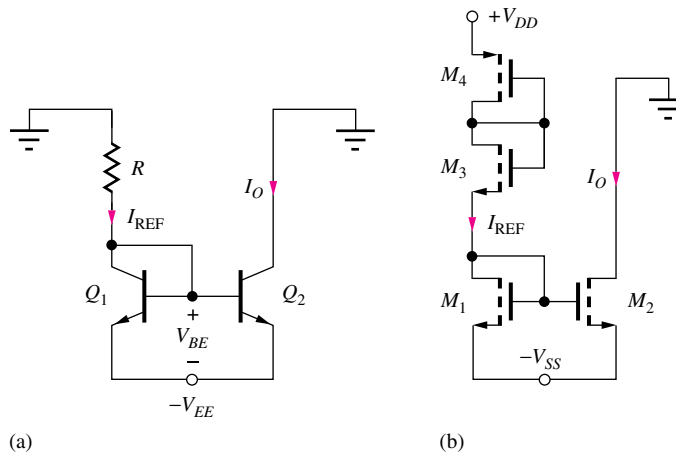 +V_DD
M_4
R
M_3
I_O
I_O
I_REF
I_REF
Q_1
Q_2
M_1
M_2
+
V_BE
–
–V_SS
–V_EE
(a)
(b)